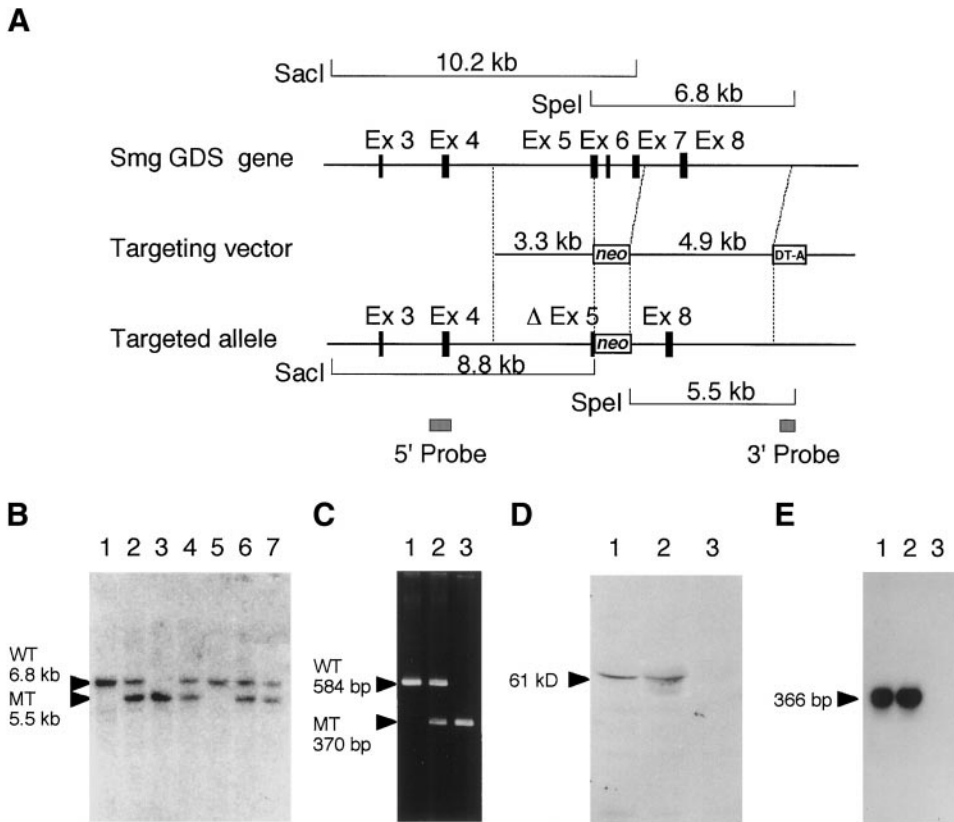 A
10.2 kb
SacI
6.8 kb
SpeI
Ex 3 Ex 4 Ex 5 Ex 6 Ex 7 Ex 8
Smg GDS gene
3.3 kb neo 4.9 kb DT-A
Targeting vector
Ex 3 Ex 4 Δ Ex 5 Ex 8
Targeted allele neo
8.8 kb
SacI
5.5 kb
SpeI
5' Probe 3' Probe
B
1 2 3 4 5 6 7
WT
6.8 kb
MT
5.5 kb
C
1 2 3
WT
584 bp
MT
370 bp
D
1 2 3
61 kD
E
1 2 3
366 bp